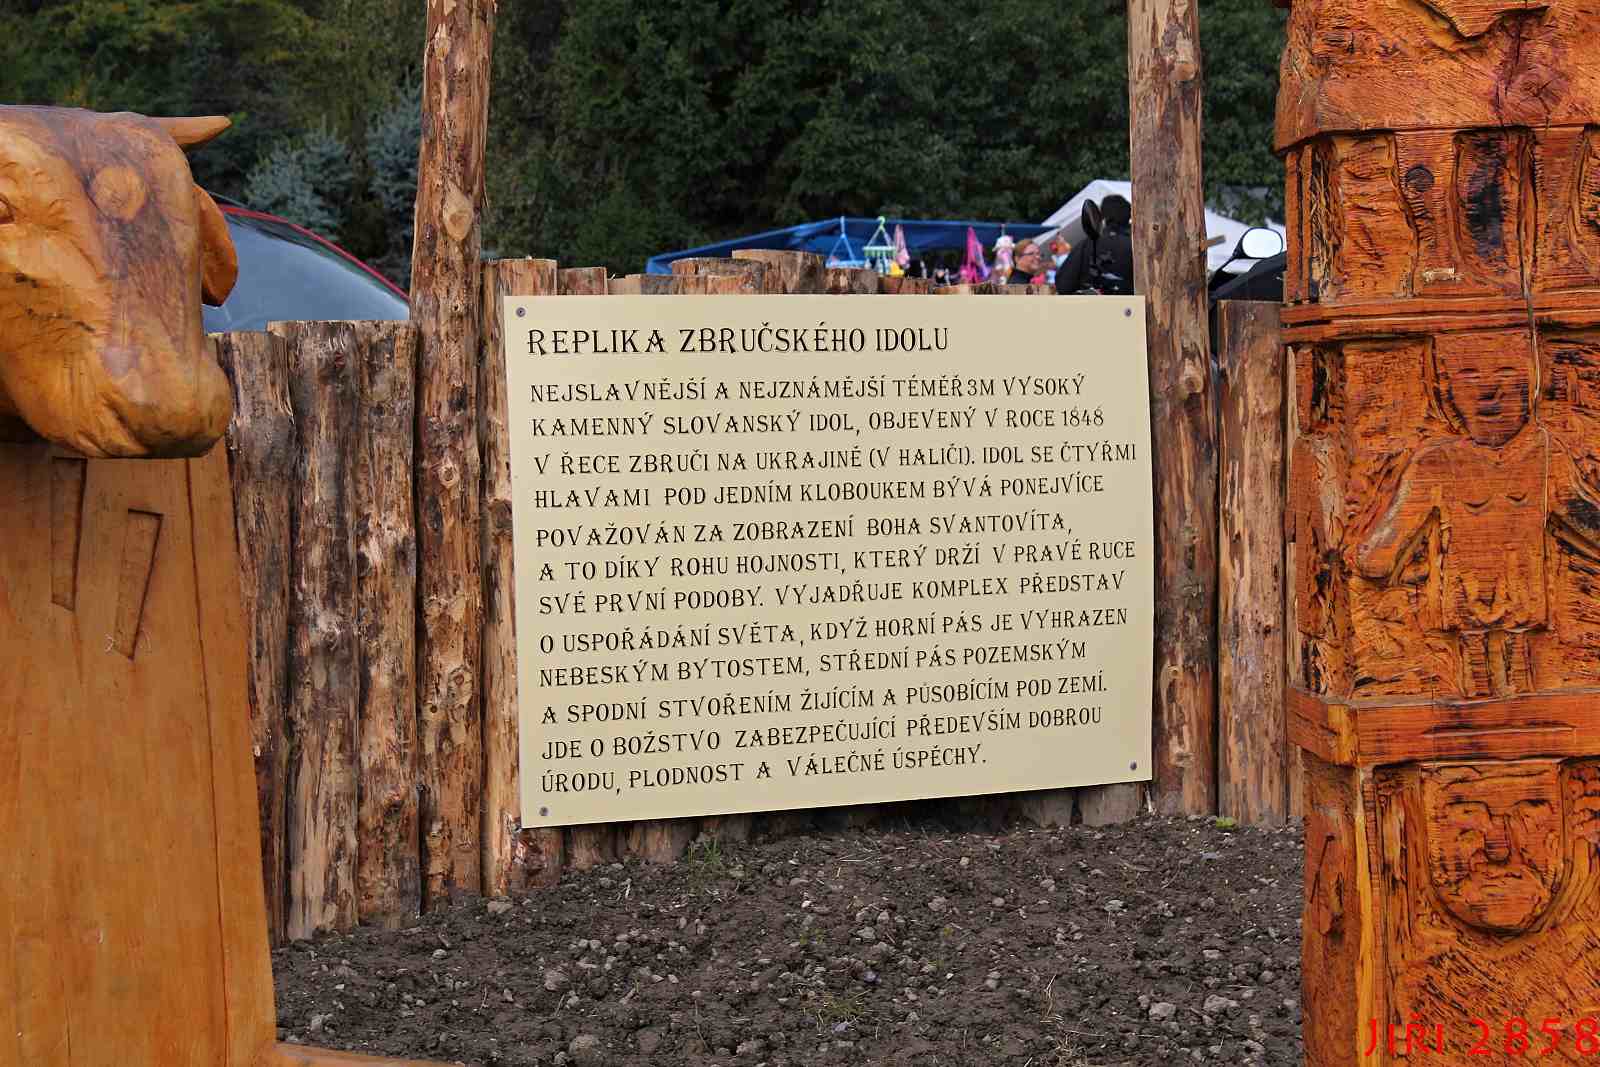 REPLIKA ZBRUČSKÉHO IDOLU
NEJSLAVNĚJŠÍ A NEJZNÁMĚJŠÍ TÉMĚŘ 3M VYSOKÝ
KAMENNÝ SLOVANSKÝ IDOL, OBJEVENÝ V ROCE 1848
V ŘECE ZBRUČI NA UKRAJINĚ (V HALIČI). IDOL SE ČTYŘMI
HLAVAMI POD JEDNÍM KLOBOUKEM BÝVÁ PONEJVÍCE
POVAŽOVÁN ZA ZOBRAZENÍ BOHA SVANTOVÍTA,
A TO DÍKY ROHU HOJNOSTI, KTERÝ DRŽÍ V PRAVÉ RUCE
SVÉ PRVNÍ PODOBY. VYJADŘUJE KOMPLEX PŘEDSTAV
O USPOŘÁDÁNÍ SVĚTA, KDYŽ HORNÍ PÁS JE VYHRAZEN
NEBESKÝM BYTOSTEM, STŘEDNÍ PÁS POZEMSKÝM
A SPODNÍ STVOŘENÍM ŽIJÍCÍM A PŮSOBÍCÍM POD ZEMÍ.
JDE O BOŽSTVO ZABEZPEČUJÍCÍ PŘEDEVŠÍM DOBROU
ÚRODU, PLODNOST A VÁLEČNÉ ÚSPĚCHY.
JIŘI 2858